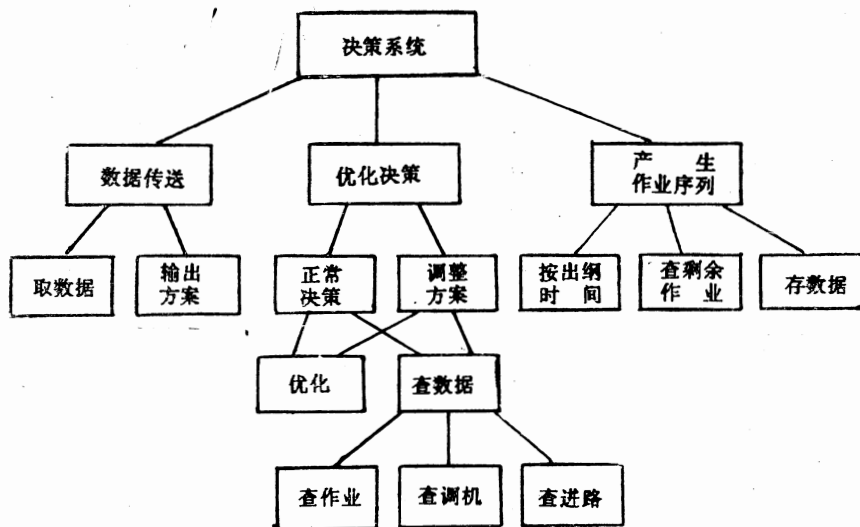 决策系统
数据传送
优化决策
产 生
作业序列
取数据
输出
方案
正常
决策
调整
方案
按出纲
时 间
查剩余
作 业
存数据
优化
查数据
查作业
查调机
查进路